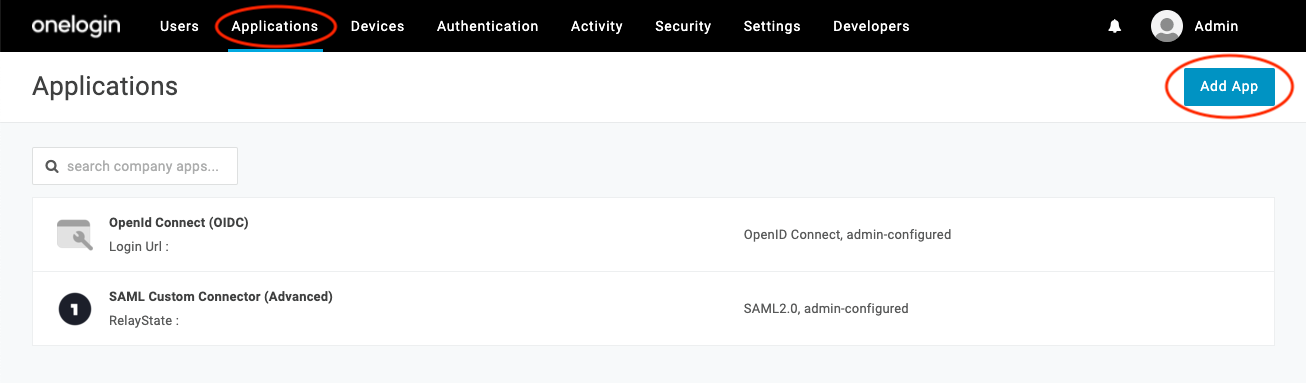 onelogin Users Applications Devices Authentication Activity Security Settings Developers Admin
Applications Add App
search company apps...
OpenId Connect (OIDC)
Login Url :
OpenID Connect, admin-configured
1
SAML Custom Connector (Advanced)
RelayState :
SAML2.0, admin-configured